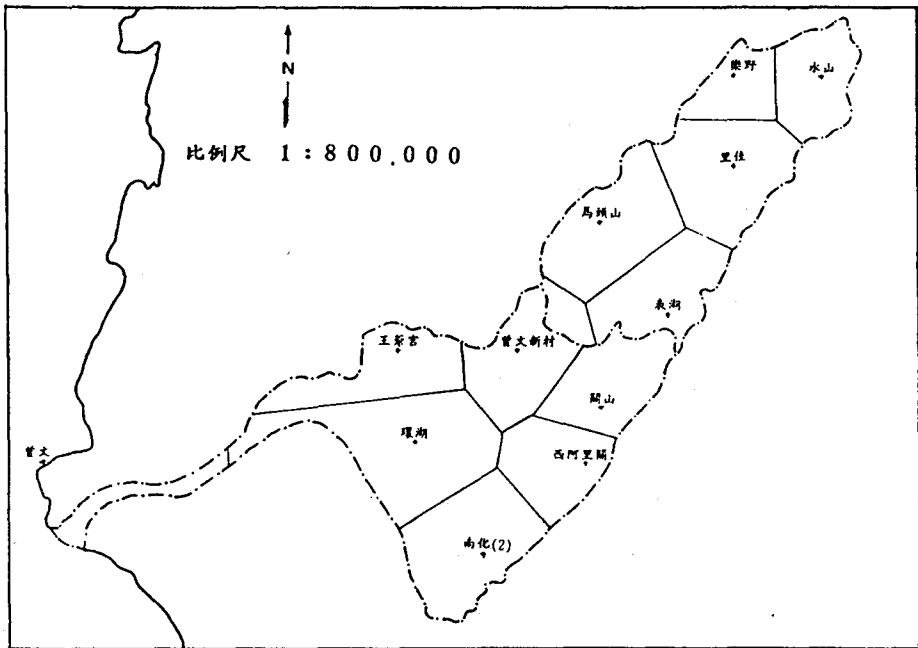 樂野
水山
N
比例尺 1:800,000
里佳
馬頭山
表湖
王爺宮
曾文新村
關山
環湖
曾文
西阿里關
南化(2)